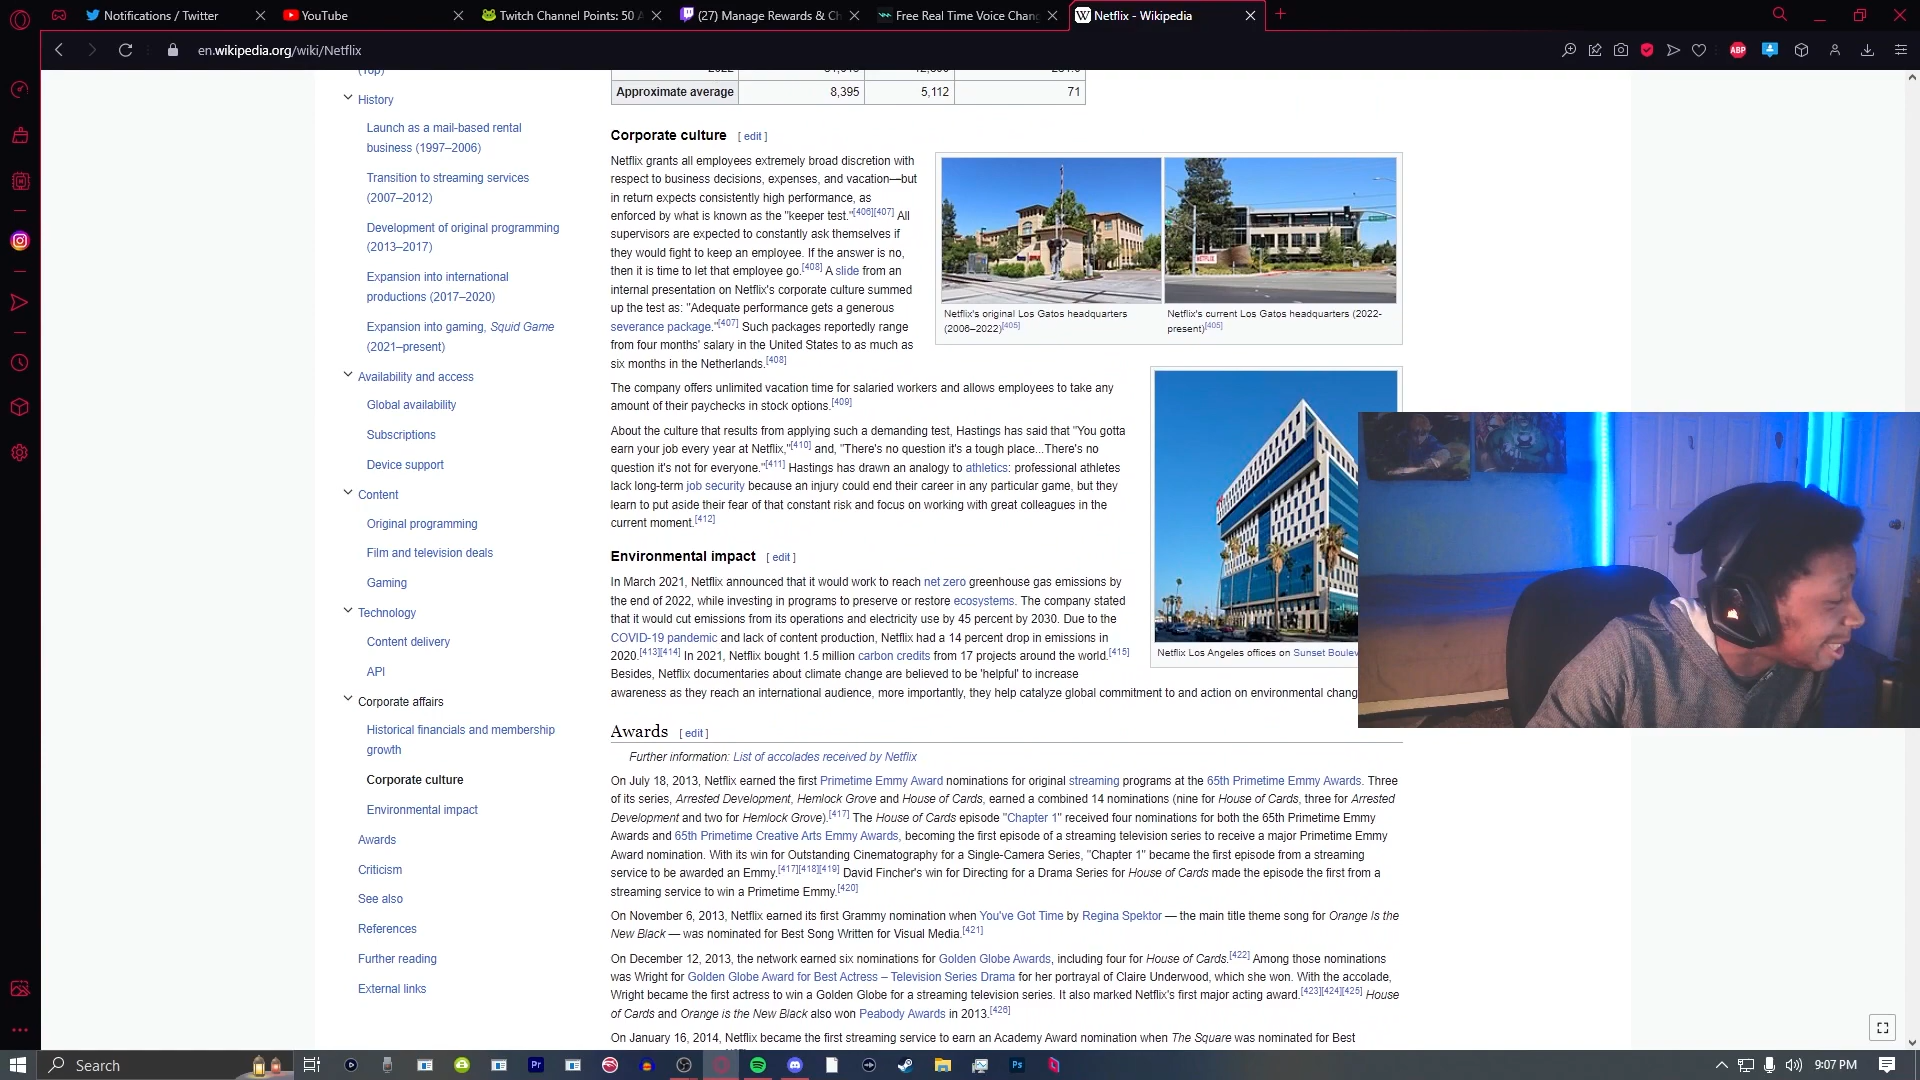 Notifications / Twitter
YouTube
Twitch Channel Points: 50 A
(27) Manage Rewards & Ch
Free Real Time Voice Chang
Netflix - Wikipedia
en.wikipedia.org/wiki/Netflix
ABP
(Top)
History
Launch as a mail-based rental
business (1997–2006)
Transition to streaming services
(2007–2012)
Development of original programming
(2013–2017)
Expansion into international
productions (2017–2020)
Expansion into gaming, Squid Game
(2021–present)
Availability and access
Global availability
Subscriptions
Device support
Content
Original programming
Film and television deals
Gaming
Technology
Content delivery
API
Corporate affairs
Historical financials and membership
growth
Corporate culture
Environmental impact
Awards
Criticism
See also
References
Further reading
External links
Approximate average 8,395 5,112 71
Corporate culture [ edit ]
Netflix grants all employees extremely broad discretion with
respect to business decisions, expenses, and vacation—but
in return expects consistently high performance, as
enforced by what is known as the "keeper test."[406][407] All
supervisors are expected to constantly ask themselves if
they would fight to keep an employee. If the answer is no,
then it is time to let that employee go.[408] A slide from an
internal presentation on Netflix's corporate culture summed
up the test as: "Adequate performance gets a generous
severance package."[407] Such packages reportedly range
from four months' salary in the United States to as much as
six months in the Netherlands.[408]
NETFLIX
Netflix's original Los Gatos headquarters
(2006–2022)[405]
Netflix's current Los Gatos headquarters (2022-
present)[405]
The company offers unlimited vacation time for salaried workers and allows employees to take any
amount of their paychecks in stock options.[409]
About the culture that results from applying such a demanding test, Hastings has said that "You gotta
earn your job every year at Netflix,"[410] and, "There's no question it's a tough place...There's no
question it's not for everyone."[411] Hastings has drawn an analogy to athletics: professional athletes
lack long-term job security because an injury could end their career in any particular game, but they
learn to put aside their fear of that constant risk and focus on working with great colleagues in the
current moment.[412]
Environmental impact [ edit ]
In March 2021, Netflix announced that it would work to reach net zero greenhouse gas emissions by
the end of 2022, while investing in programs to preserve or restore ecosystems. The company stated
that it would cut emissions from its operations and electricity use by 45 percent by 2030. Due to the
COVID-19 pandemic and lack of content production, Netflix had a 14 percent drop in emissions in
2020.[413][414] In 2021, Netflix bought 1.5 million carbon credits from 17 projects around the world.[415]
Besides, Netflix documentaries about climate change are believed to be 'helpful' to increase
awareness as they reach an international audience, more importantly, they help catalyze global commitment to and action on environmental chang
Netflix Los Angeles offices on Sunset Boulev
Awards [ edit ]
Further information: List of accolades received by Netflix
On July 18, 2013, Netflix earned the first Primetime Emmy Award nominations for original streaming programs at the 65th Primetime Emmy Awards. Three
of its series, Arrested Development, Hemlock Grove and House of Cards, earned a combined 14 nominations (nine for House of Cards, three for Arrested
Development and two for Hemlock Grove).[417] The House of Cards episode "Chapter 1" received four nominations for both the 65th Primetime Emmy
Awards and 65th Primetime Creative Arts Emmy Awards, becoming the first episode of a streaming television series to receive a major Primetime Emmy
Award nomination. With its win for Outstanding Cinematography for a Single-Camera Series, "Chapter 1" became the first episode from a streaming
service to be awarded an Emmy.[417][418][419] David Fincher's win for Directing for a Drama Series for House of Cards made the episode the first from a
streaming service to win a Primetime Emmy.[420]
On November 6, 2013, Netflix earned its first Grammy nomination when You've Got Time by Regina Spektor — the main title theme song for Orange Is the
New Black — was nominated for Best Song Written for Visual Media.[421]
On December 12, 2013, the network earned six nominations for Golden Globe Awards, including four for House of Cards.[422] Among those nominations
was Wright for Golden Globe Award for Best Actress – Television Series Drama for her portrayal of Claire Underwood, which she won. With the accolade,
Wright became the first actress to win a Golden Globe for a streaming television series. It also marked Netflix's first major acting award.[423][424][425] House
of Cards and Orange is the New Black also won Peabody Awards in 2013.[426]
On January 16, 2014, Netflix became the first streaming service to earn an Academy Award nomination when The Square was nominated for Best
Search
Pr
Ps
9:07 PM